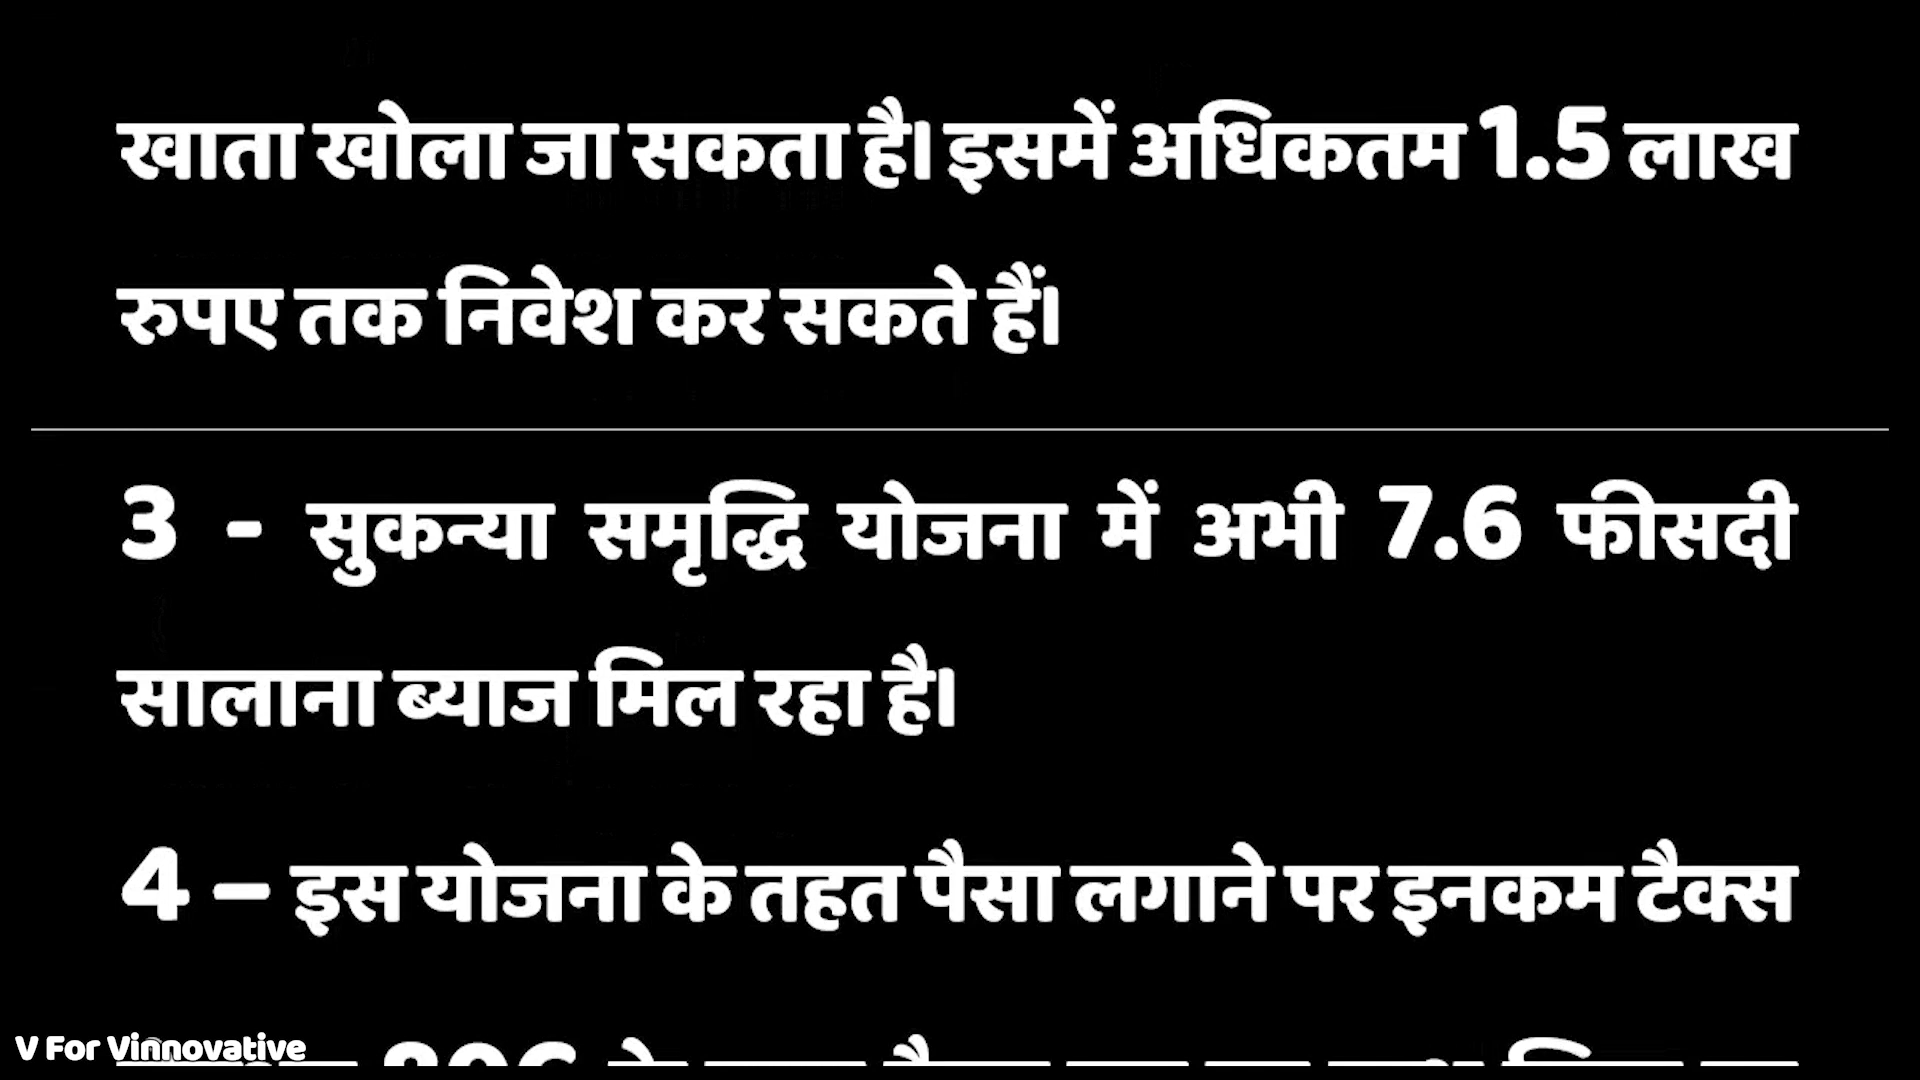 खाता खोला जा सकता है। इसमें अधिकतम 1.5 लाख
रुपए तक निवेश कर सकते हैं।
3 - सुकन्या समृद्धि योजना में अभी 7.6 फीसदी
सालाना ब्याज मिल रहा है।
4 – इस योजना के तहत पैसा लगाने पर इनकम टैक्स
V For Vinnovative